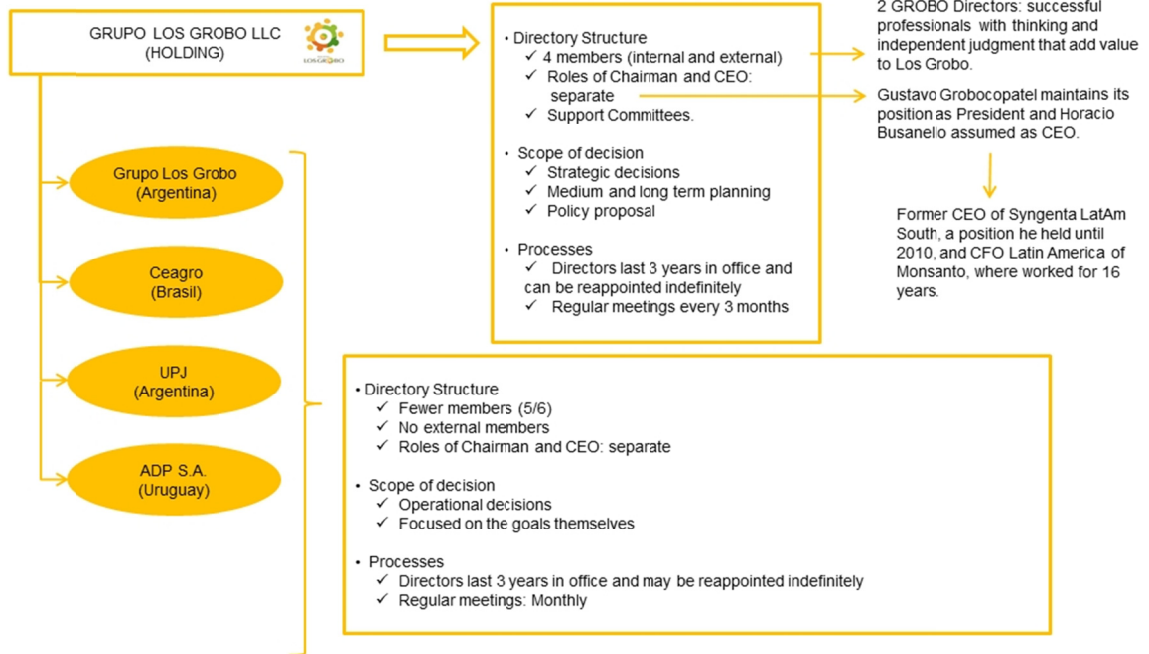 GRUPO LOS GROBO LLC
(HOLDING)
LOS GROBO
Grupo Los Grobo
(Argentina)
Ceagro
(Brasil)
UPJ
(Argentina)
ADP S.A.
(Uruguay)
· Directory Structure
✓ 4 members (internal and external)
✓ Roles of Chairman and CEO:
separate
✓ Support Committees.
· Scope of decision
✓ Strategic decisions
✓ Medium and long term planning
✓ Policy proposal
· Processes
✓ Directors last 3 years in office and
can be reappointed indefinitely
✓ Regular meetings every 3 months
2 GROBO Directors: successful
professionals with thinking and
independent judgment that add value
to Los Grobo.
Gustavo Grobocopatel maintains its
position as President and Horacio
Busanello assumed as CEO.
Former CEO of Syngenta LatAm
South, a position he held until
2010, and CFO Latin America of
Monsanto, where worked for 16
years.
• Directory Structure
✓ Fewer members (5/6)
✓ No external members
✓ Roles of Chairman and CEO: separate
• Scope of decision
✓ Operational decisions
✓ Focused on the goals themselves
• Processes
✓ Directors last 3 years in office and may be reappointed indefinitely
✓ Regular meetings: Monthly